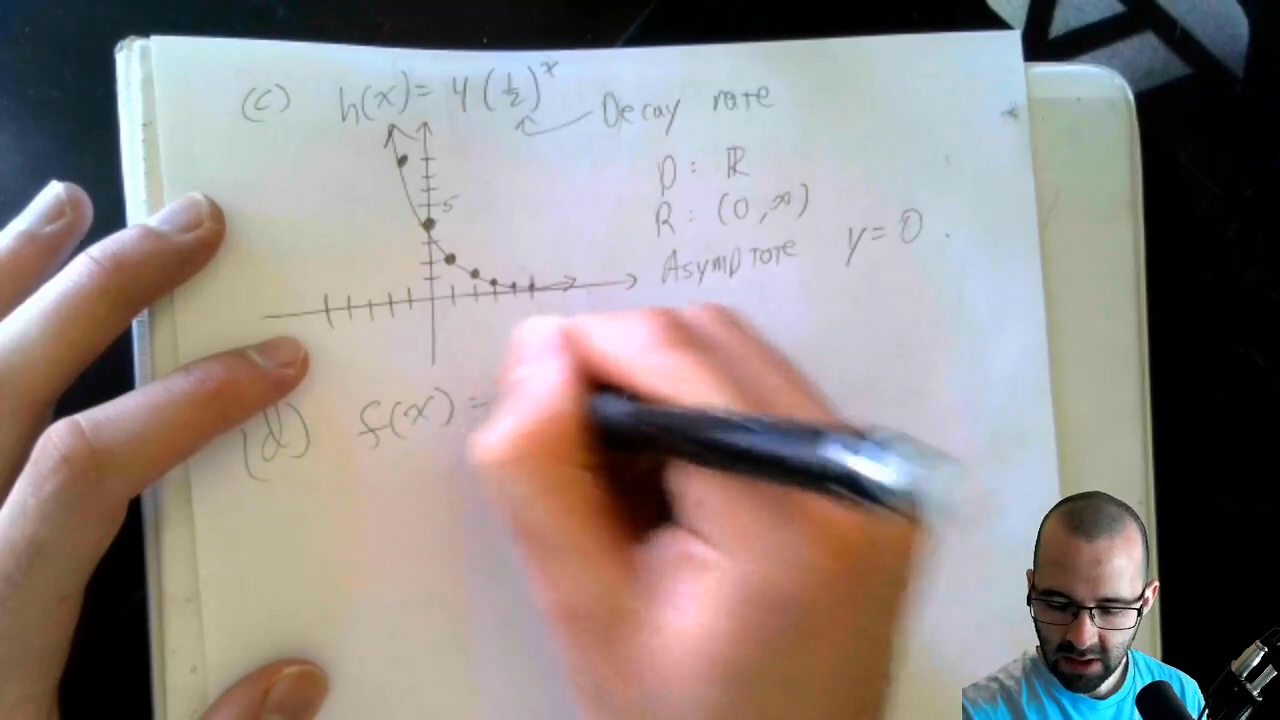 (c) h(x) = 4(1/2)^x
Decay rate
5
D: ℝ
R: (0,∞)
Asymptote y=0.
(d) f(x) =